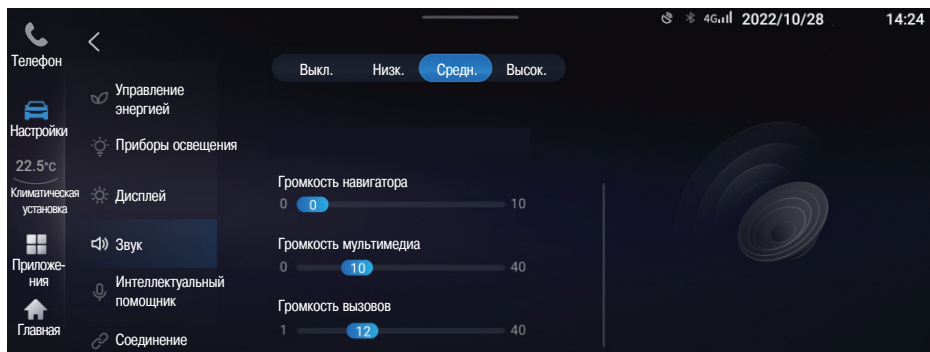 4G 2022/10/28 14:24
Телефон
Настройки
22.5°C
Климатическая
установка
Приложе-
ния
Главная
Управление
энергией
Приборы освещения
Дисплей
Звук
Интеллектуальный
помощник
Соединение
Выкл. Низк. Средн. Высок.
Громкость навигатора
0 0 10
Громкость мультимедиа
0 10 40
Громкость вызовов
1 12 40